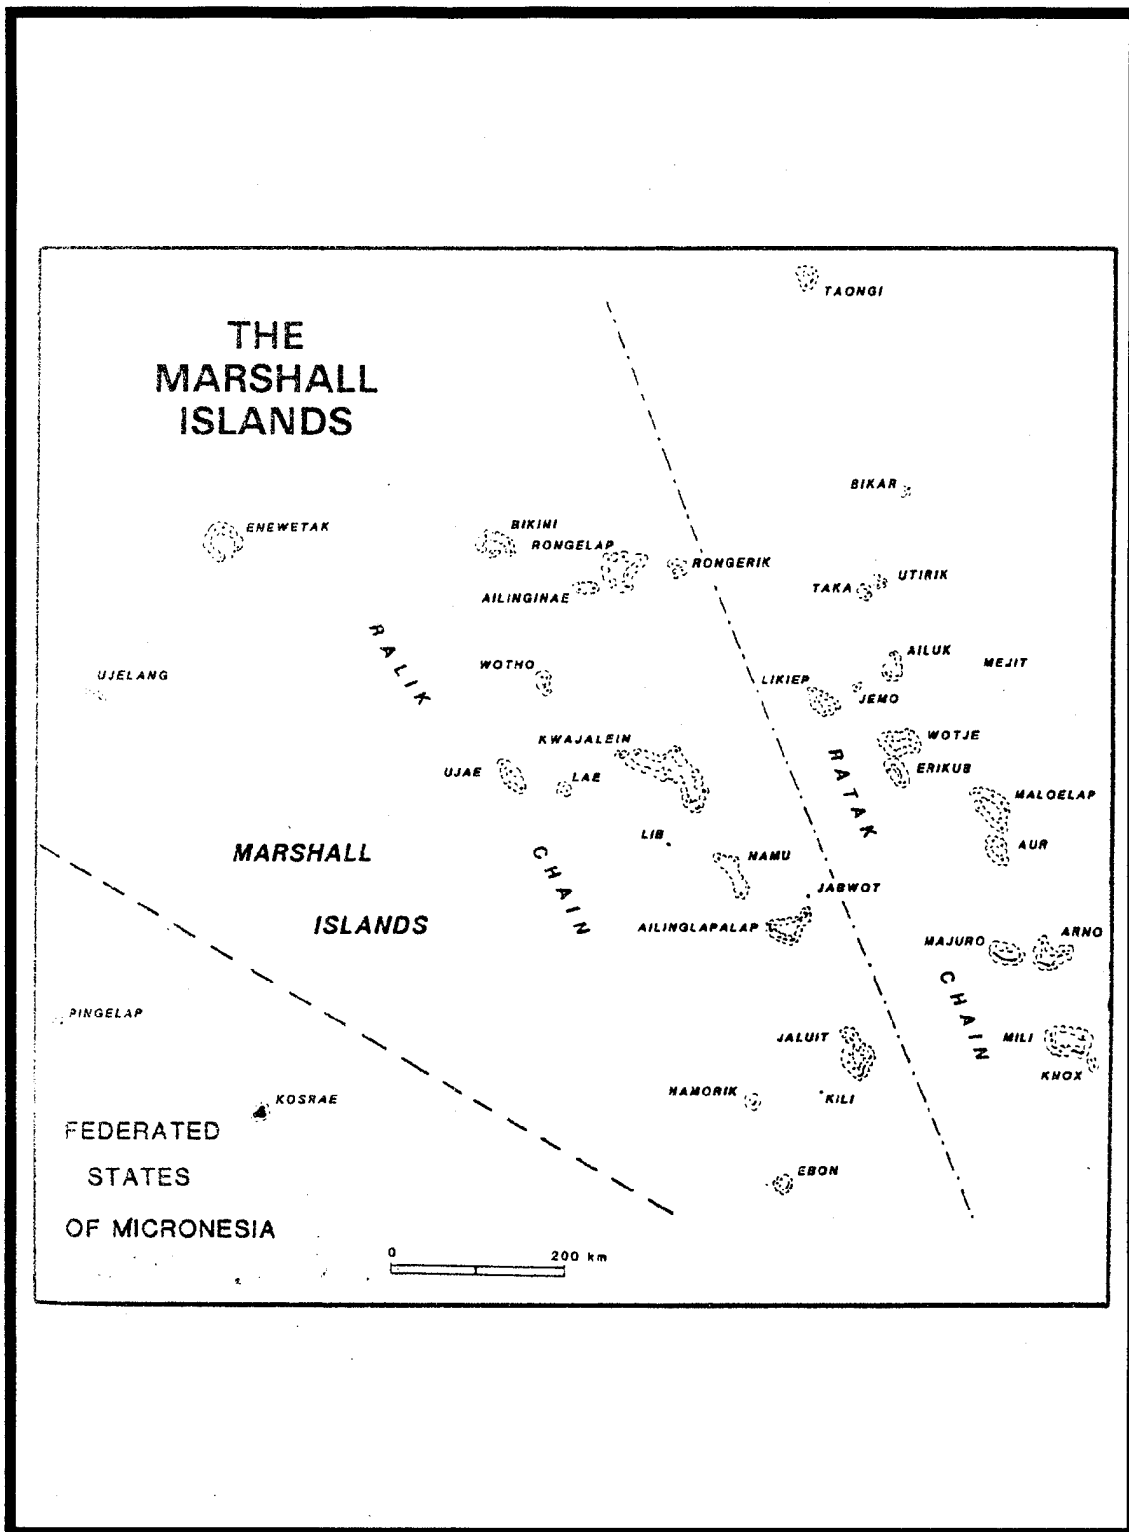 TAONGI
THE
MARSHALL
ISLANDS
BIKAR
ENEWETAK
BIKINI
RONGELAP
RONGERIK
AILINGINAE
TAKA
UTIRIK
RALIK
WOTHO
AILUK
MEJIT
UJELANG
LIKIEP
JEMO
KWAJALEIN
WOTJE
UJAE
LAE
ERIKUB
RATAK
MALOELAP
LIB
AUR
MARSHALL
CHAIN
NAMU
JABWOT
ISLANDS
AILINGLAPALAP
MAJURO
ARNO
PINGELAP
CHAIN
JALUIT
MILI
KNOX
KOSRAE
NAMORIK
KILI
FEDERATED
STATES
OF MICRONESIA
EBON
0 200 km